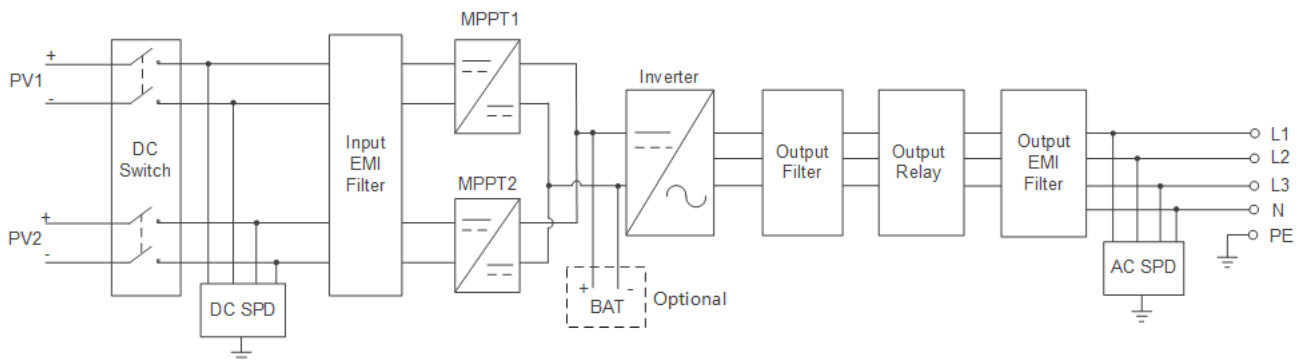 MPPT1
Inverter
+
PV1
-
DC
Switch
Input
EMI
Filter
Output
Filter
Output
Relay
Output
EMI
Filter
L1
L2
L3
N
PE
MPPT2
+
PV2
-
DC SPD
+ BAT -
Optional
AC SPD